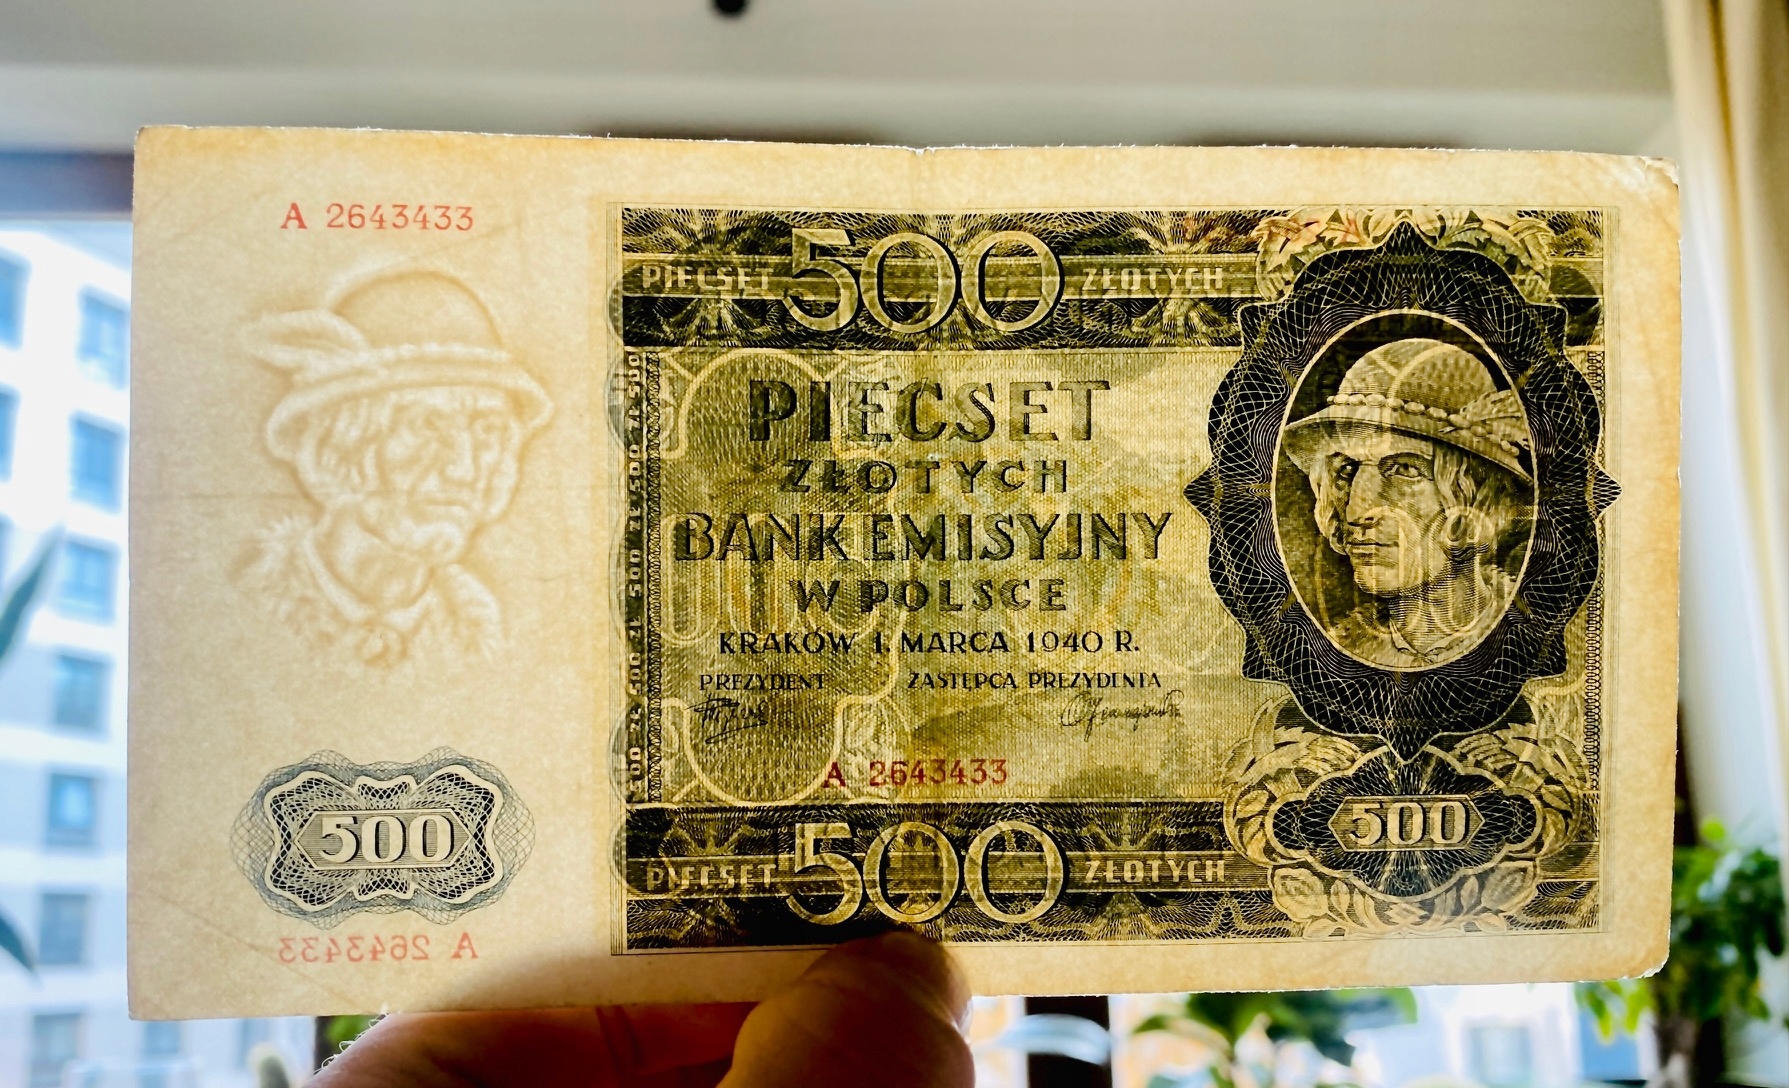 A 2643433
PIĘĆSET 500 ZŁOTYCH
PIĘĆSET
ZŁOTYCH
BANK EMISYJNY
W POLSCE
KRAKÓW 1. MARCA 1940 R.
PREZYDENT ZASTĘPCA PREZYDENTA
A 2643433
500
500
PIĘĆSET 500 ZŁOTYCH
A 2643433